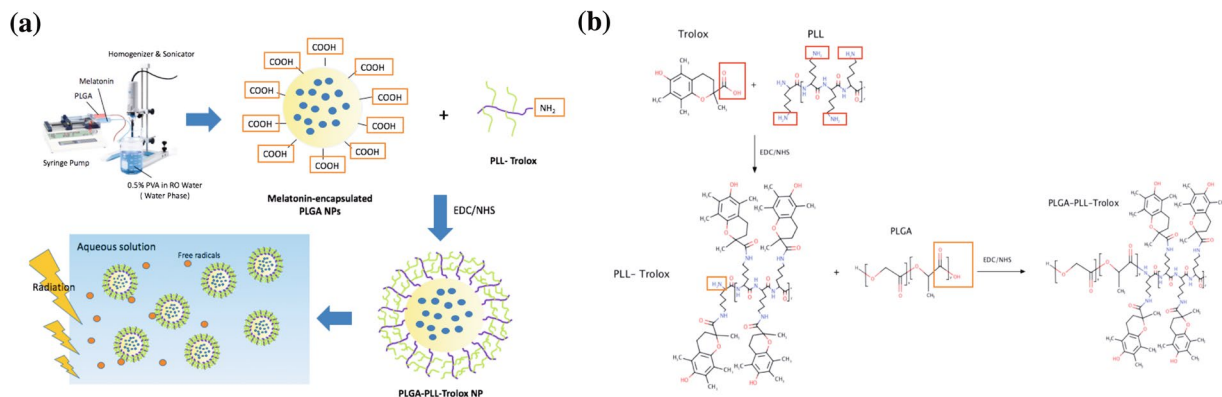 (a)
Homogenizer & Sonicator
Melatonin
PLGA
Syringe Pump
0.5% PVA in RO Water
( Water Phase)
COOH
COOH
COOH
COOH
COOH
COOH
COOH
COOH
COOH
COOH
COOH
Melatonin-encapsulated
PLGA NPs
+
NH₂
PLL- Trolox
EDC/NHS
Aqueous solution
Free radicals
Radiation
PLGA-PLL-Trolox NP
(b)
Trolox
PLL
+
EDC/NHS
PLL- Trolox
+
PLGA
EDC/NHS
PLGA-PLL-Trolox